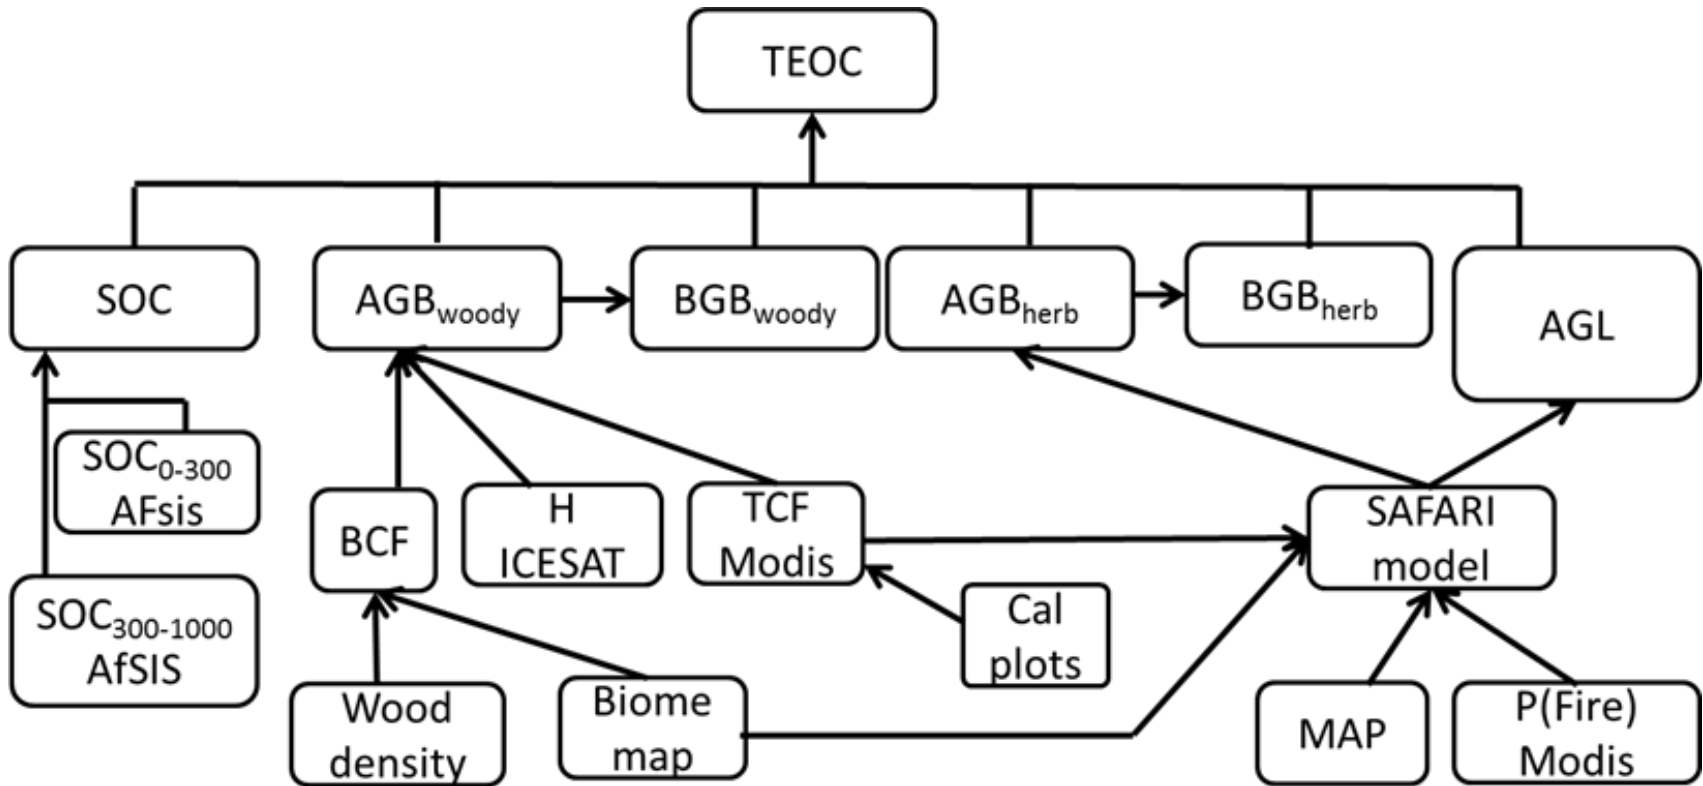 TEOC
SOC
AGBwoody
BGBwoody
AGBherb
BGBherb
AGL
SOC0-300
AFsis
SOC300-1000
AfSIS
BCF
H
ICESAT
TCF
Modis
SAFARI
model
Cal
plots
Wood
density
Biome
map
MAP
P(Fire)
Modis